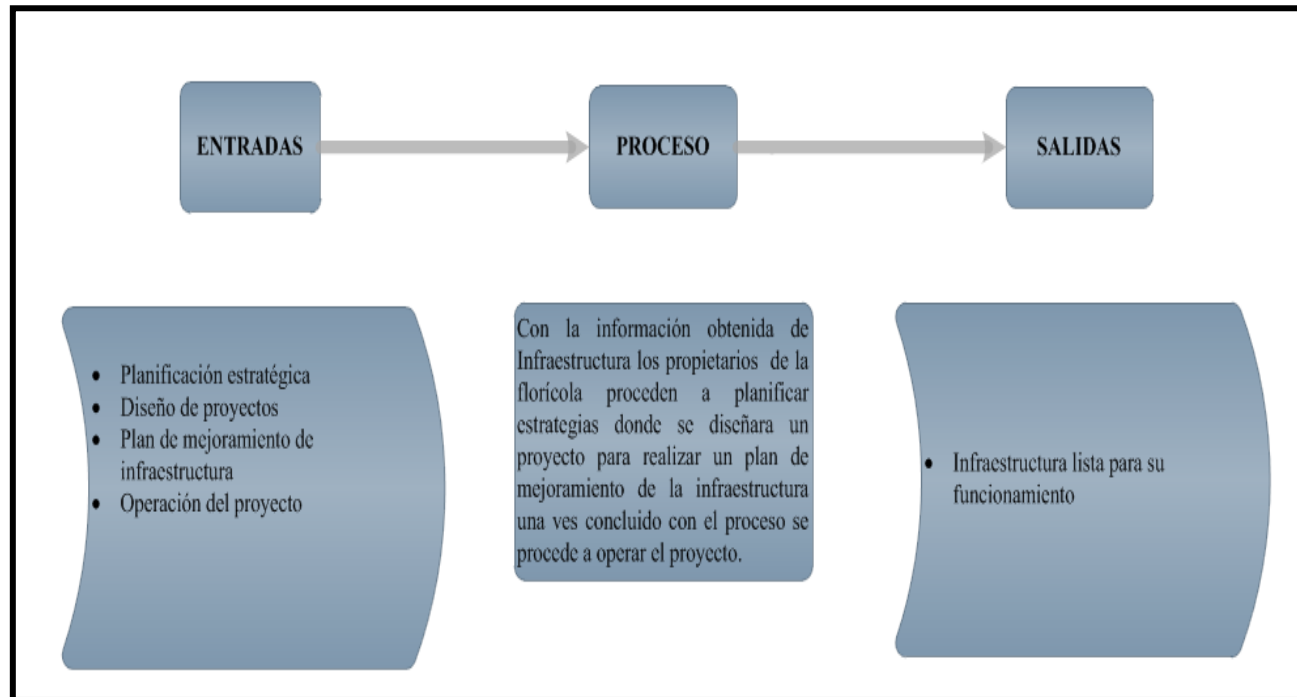 ENTRADAS
PROCESO
SALIDAS
• Planificación estratégica
• Diseño de proyectos
• Plan de mejoramiento de
infraestructura
• Operación del proyecto
Con la información obtenida de
Infraestructura los propietarios de la
florícola proceden a planificar
estrategias donde se diseñara un
proyecto para realizar un plan de
mejoramiento de la infraestructura
una ves concluido con el proceso se
procede a operar el proyecto.
• Infraestructura lista para su
funcionamiento